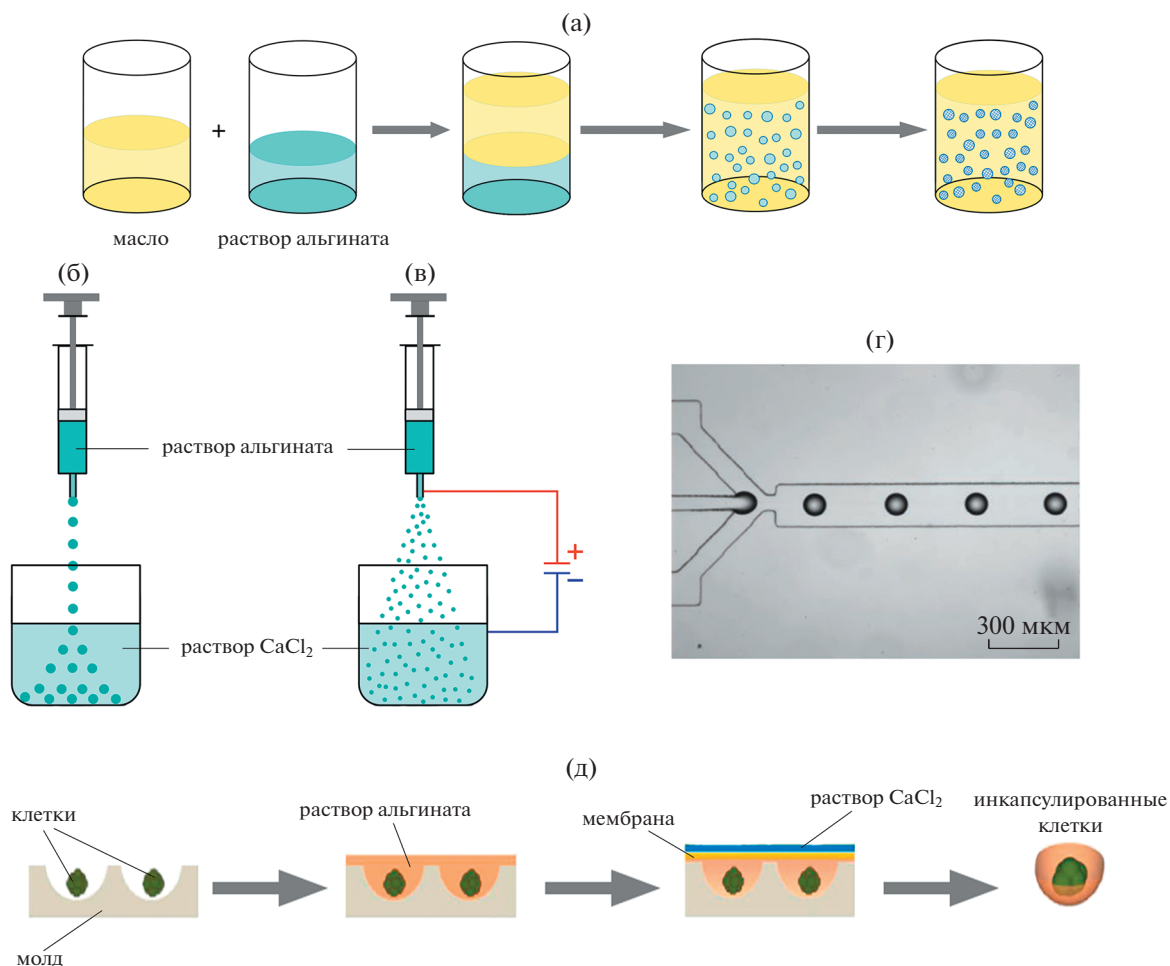 (а)
+
масло
раствор альгината
(б)
(в)
(г)
раствор альгината
+
−
раствор CaCl₂
300 мкм
(д)
клетки
раствор альгината
мембрана
раствор CaCl₂
инкапсулированные
клетки
молд